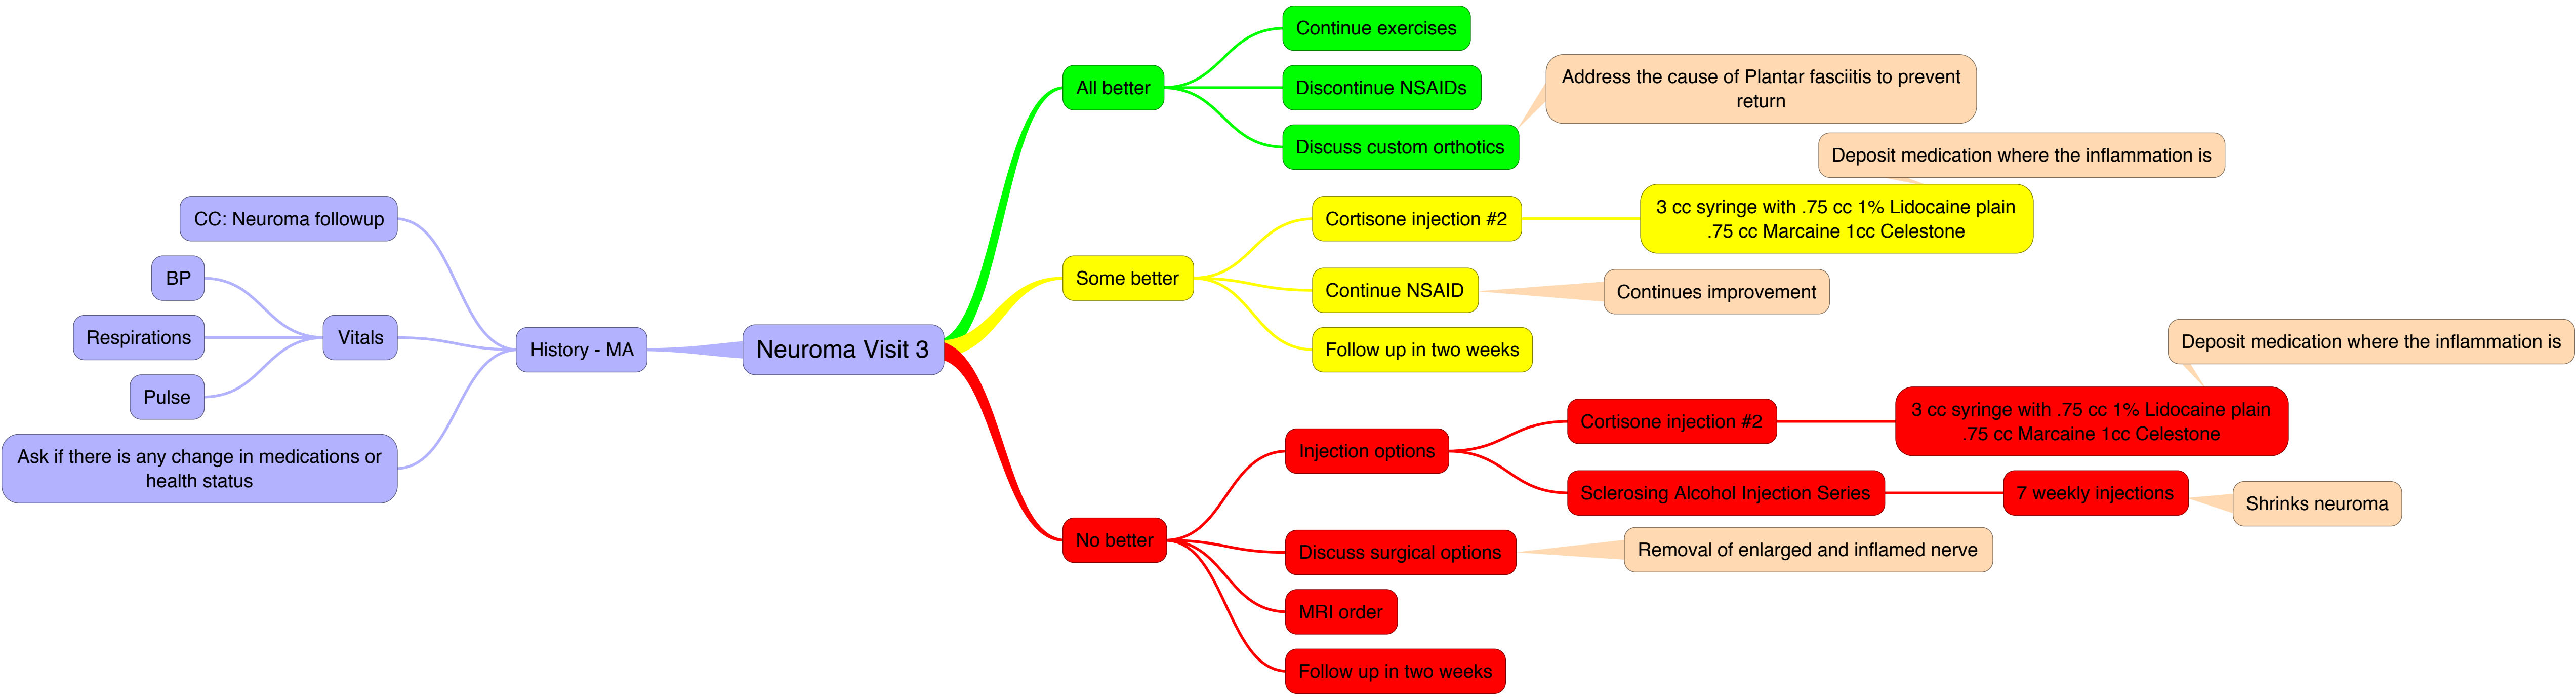 Continue exercises
All better
Discontinue NSAIDs
Discuss custom orthotics
Address the cause of Plantar fasciitis to prevent
return
Deposit medication where the inflammation is
CC: Neuroma followup
BP
Respirations
Vitals
Pulse
Ask if there is any change in medications or
health status
History - MA
Neuroma Visit 3
Some better
Cortisone injection #2
3 cc syringe with .75 cc 1% Lidocaine plain
.75 cc Marcaine 1cc Celestone
Continue NSAID
Continues improvement
Follow up in two weeks
Deposit medication where the inflammation is
No better
Injection options
Cortisone injection #2
3 cc syringe with .75 cc 1% Lidocaine plain
.75 cc Marcaine 1cc Celestone
Sclerosing Alcohol Injection Series
7 weekly injections
Shrinks neuroma
Discuss surgical options
Removal of enlarged and inflamed nerve
MRI order
Follow up in two weeks